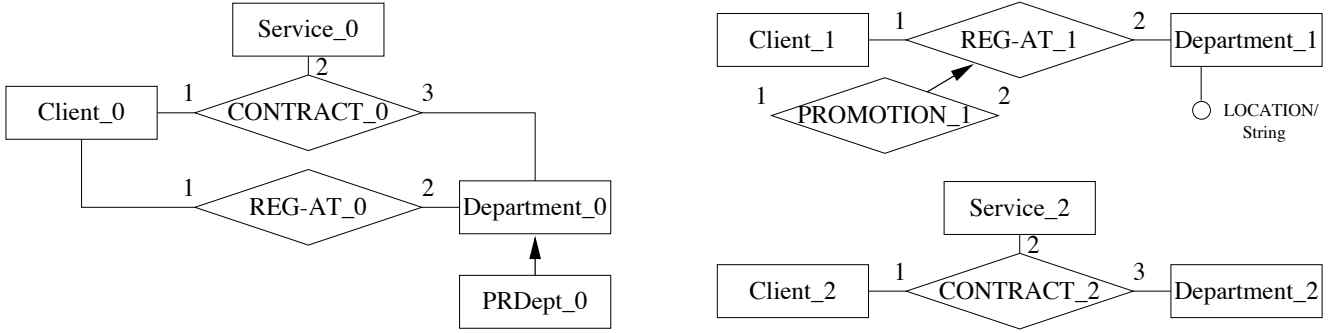 Service_0
2
1
3
Client_0
CONTRACT_0
1
2
REG-AT_0
Department_0
PRDept_0
1
2
Client_1
REG-AT_1
Department_1
1
2
PROMOTION_1
LOCATION/
String
Service_2
2
1
3
Client_2
CONTRACT_2
Department_2